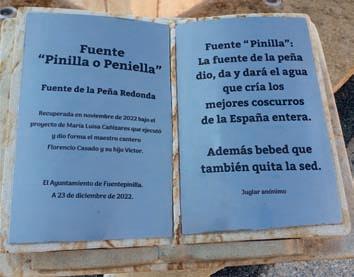 Fuente
“Pinilla o Peniella”
Fuente de la Peña Redonda
Recuperada en noviembre de 2022 bajo el
proyecto de María Luisa Cañizares que ejecutó
y dio forma el maestro cantero
Florencio Casado y su hijo Víctor.
El Ayuntamiento de Fuentepinilla.
A 23 de diciembre de 2022.
Fuente “Pinilla”:
La fuente de la peña
dio, da y dará el agua
que cría los
mejores coscurros
de la España entera.
Además bebed que
también quita la sed.
Juglar anónimo